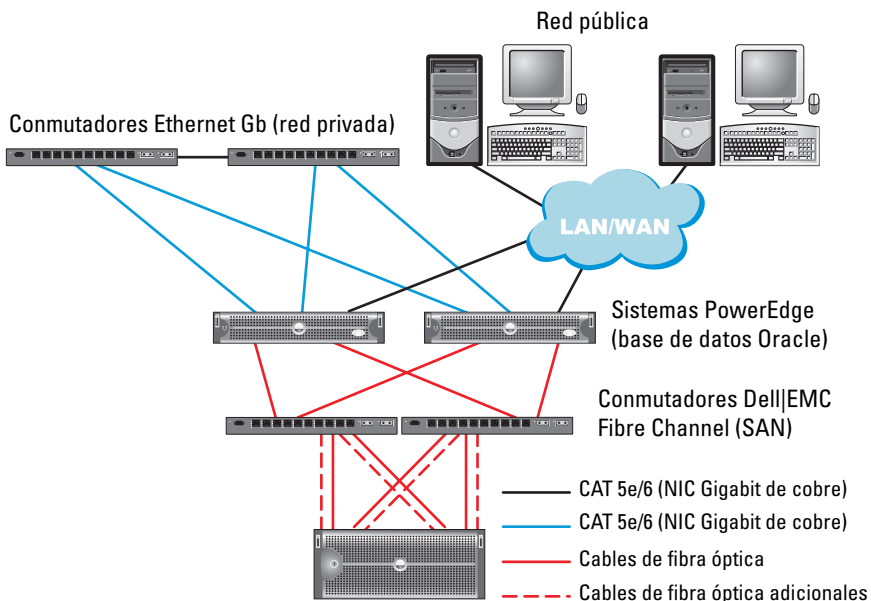 Red pública
Conmutadores Ethernet Gb (red privada)
LAN/WAN
Sistemas PowerEdge
(base de datos Oracle)
Conmutadores Dell|EMC
Fibre Channel (SAN)
CAT 5e/6 (NIC Gigabit de cobre)
CAT 5e/6 (NIC Gigabit de cobre)
Cables de fibra óptica
Cables de fibra óptica adicionales